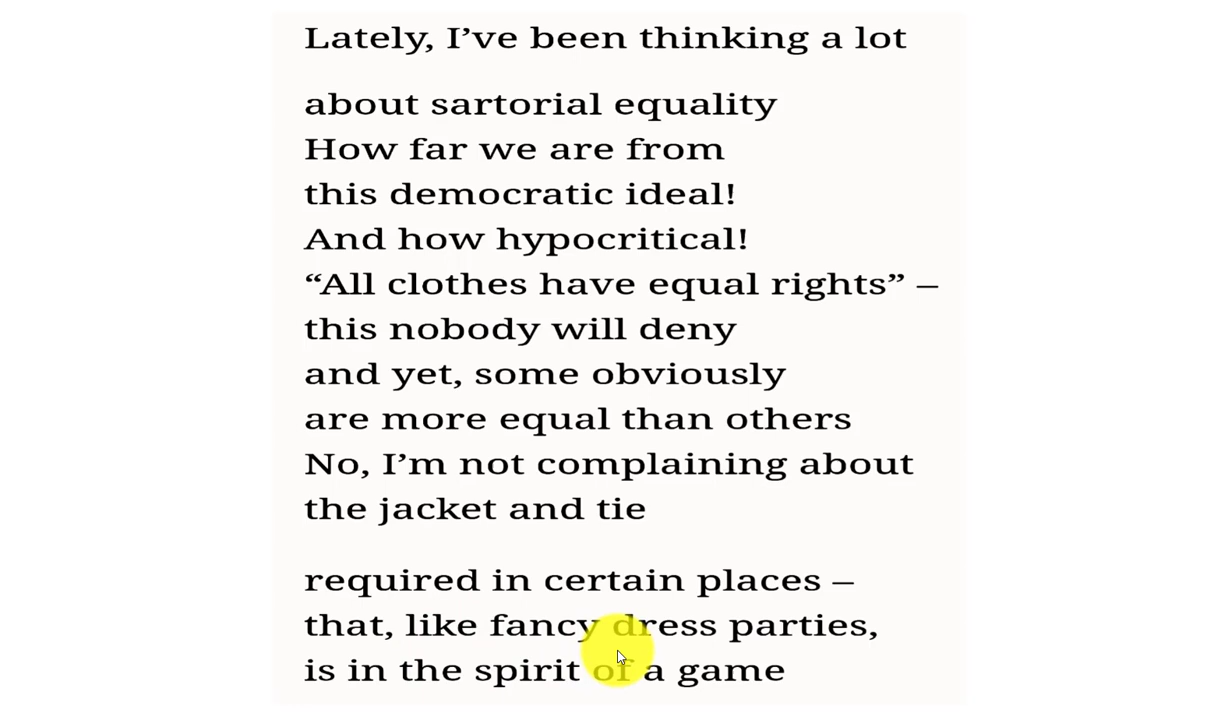 Lately, I’ve been thinking a lot
about sartorial equality
How far we are from
this democratic ideal!
And how hypocritical!
“All clothes have equal rights” –
this nobody will deny
and yet, some obviously
are more equal than others
No, I’m not complaining about
the jacket and tie
required in certain places –
that, like fancy dress parties,
is in the spirit of a game